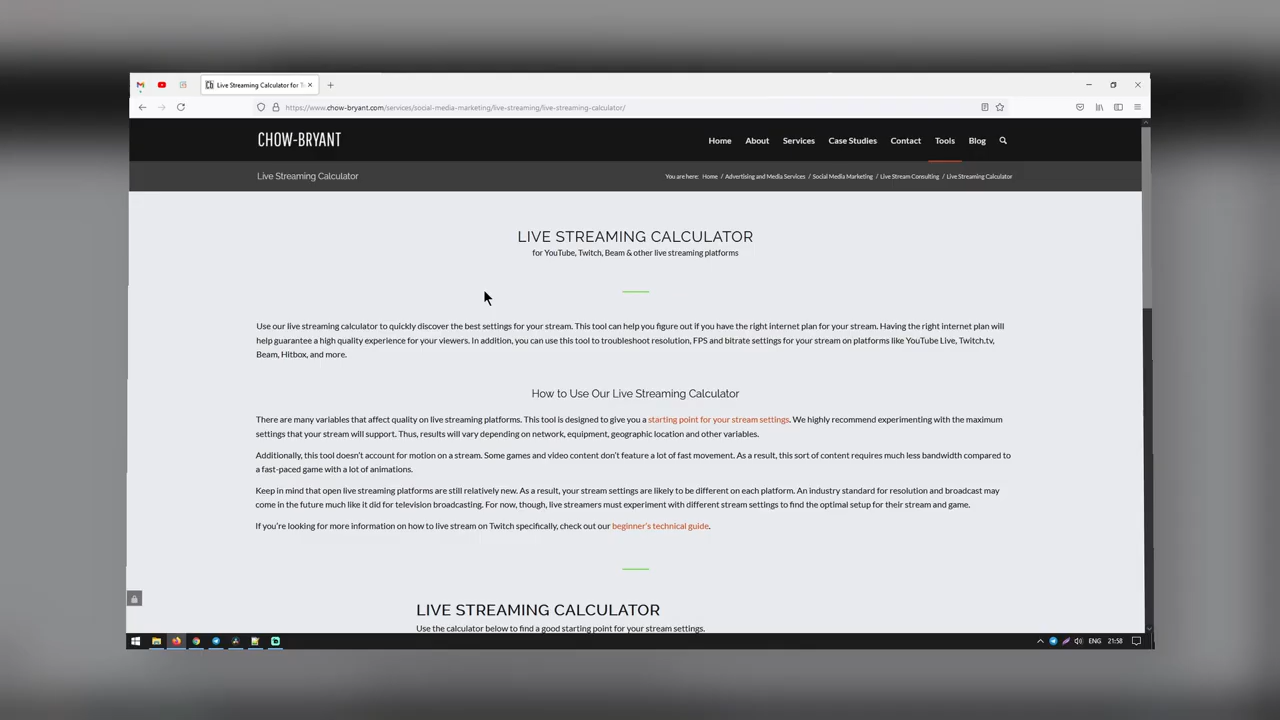 Live Streaming Calculator for T
https://www.chow-bryant.com/services/social-media-marketing/live-streaming/live-streaming-calculator/
CHOW-BRYANT
Home About Services Case Studies Contact Tools Blog
Live Streaming Calculator
You are here: Home / Advertising and Media Services / Social Media Marketing / Live Stream Consulting / Live Streaming Calculator
LIVE STREAMING CALCULATOR
for YouTube, Twitch, Beam & other live streaming platforms
Use our live streaming calculator to quickly discover the best settings for your stream. This tool can help you figure out if you have the right internet plan for your stream. Having the right internet plan will
help guarantee a high quality experience for your viewers. In addition, you can use this tool to troubleshoot resolution, FPS and bitrate settings for your stream on platforms like YouTube Live, Twitch.tv,
Beam, Hitbox, and more.
How to Use Our Live Streaming Calculator
There are many variables that affect quality on live streaming platforms. This tool is designed to give you a starting point for your stream settings. We highly recommend experimenting with the maximum
settings that your stream will support. Thus, results will vary depending on network, equipment, geographic location and other variables.
Additionally, this tool doesn't account for motion on a stream. Some games and video content don't feature a lot of fast movement. As a result, this sort of content requires much less bandwidth compared to
a fast-paced game with a lot of animations.
Keep in mind that open live streaming platforms are still relatively new. As a result, your stream settings are likely to be different on each platform. An industry standard for resolution and broadcast may
come in the future much like it did for television broadcasting. For now, though, live streamers must experiment with different stream settings to find the optimal setup for their stream and game.
If you're looking for more information on how to live stream on Twitch specifically, check out our beginner's technical guide.
LIVE STREAMING CALCULATOR
Use the calculator below to find a good starting point for your stream settings.
ENG 21:58